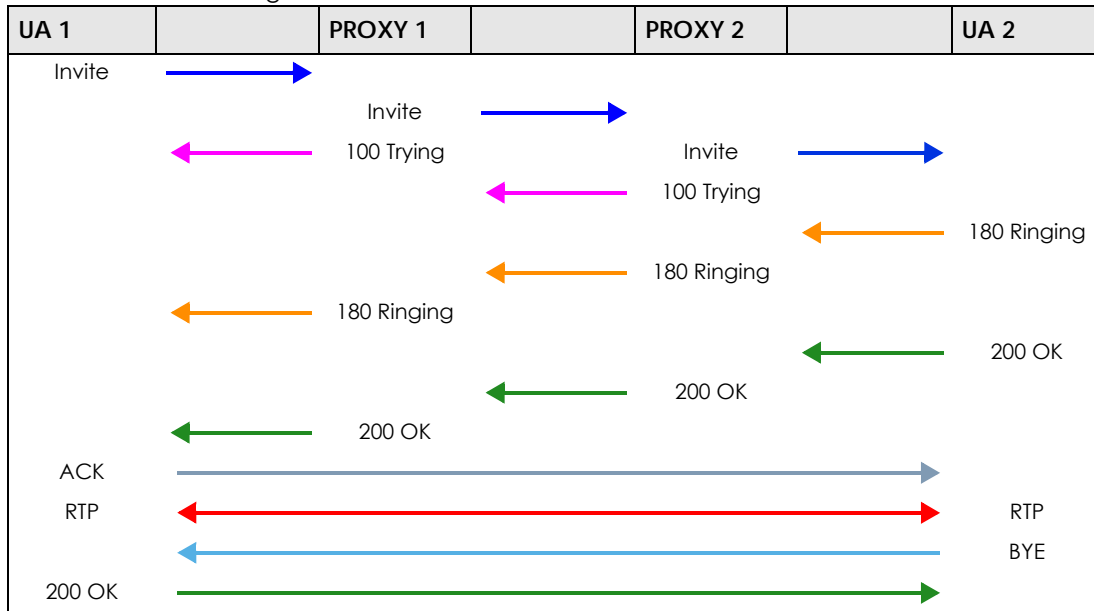 UA 1 PROXY 1 PROXY 2 UA 2
Invite
Invite
100 Trying Invite
100 Trying
180 Ringing
180 Ringing
180 Ringing
200 OK
200 OK
200 OK
ACK
RTP RTP
BYE
200 OK